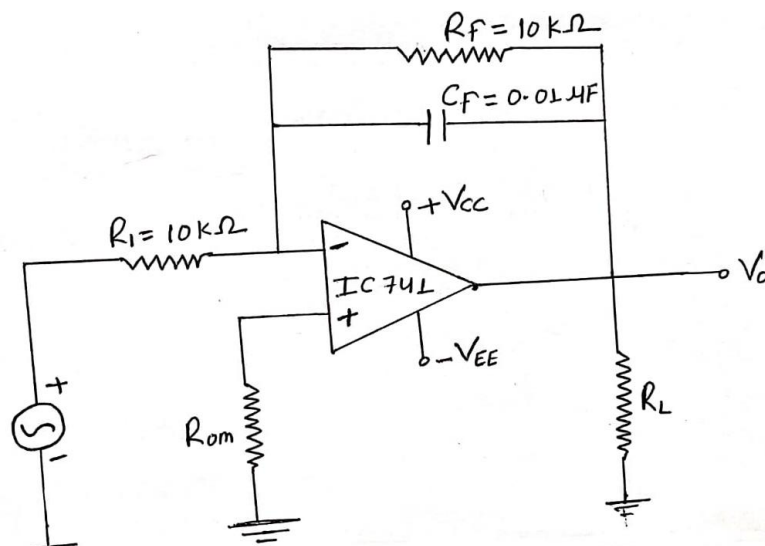 RF = 10 KΩ
CF = 0.01 µF
+VCC
R1 = 10 KΩ
-
IC 741
+
VO
-VEE
+
-
Rom
RL